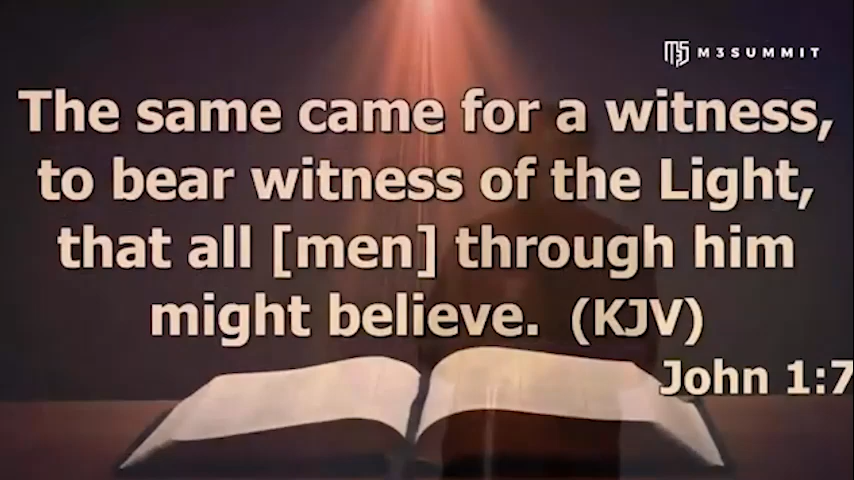 M3SUMMIT
The same came for a witness,
to bear witness of the Light,
that all [men] through him
might believe. (KJV)
John 1:7